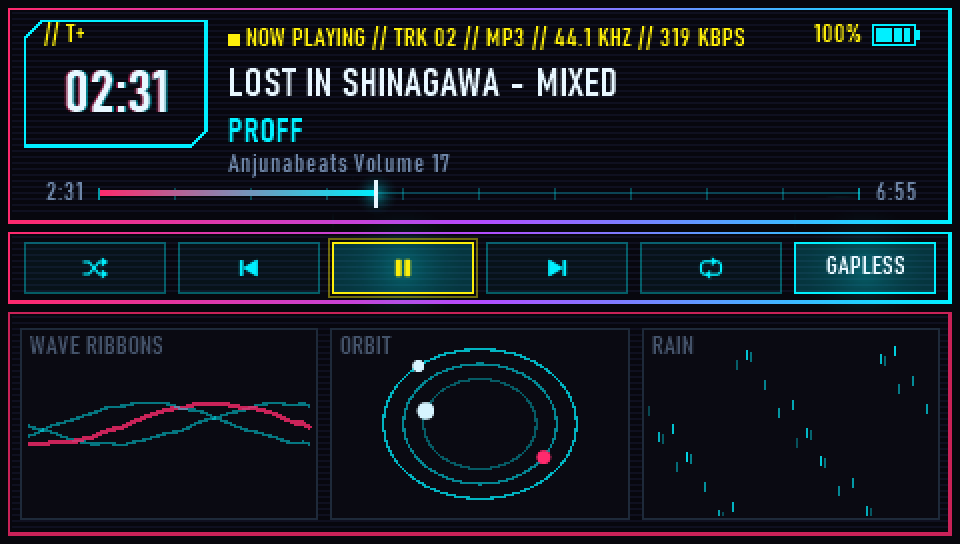 // T+
02:31
NOW PLAYING // TRK 02 // MP3 // 44.1 KHZ // 319 KBPS
100%
LOST IN SHINAGAWA - MIXED
PROFF
Anjunabeats Volume 17
2:31
6:55
GAPLESS
WAVE RIBBONS
ORBIT
RAIN